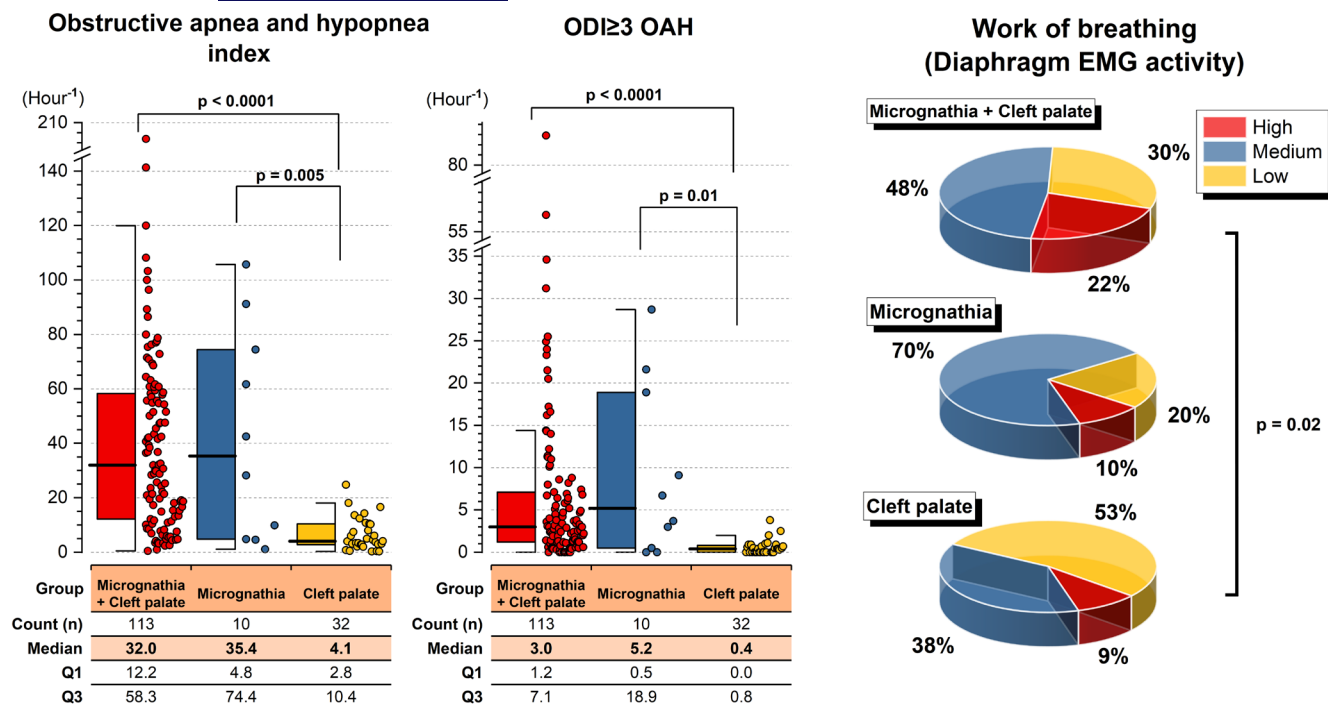 Obstructive apnea and hypopnea
index
(Hour⁻¹)
p < 0.0001
p = 0.005
210
140
120
100
80
60
40
20
0
Group Micrognathia + Cleft palate Micrognathia Cleft palate
Count (n) 113 10 32
Median 32.0 35.4 4.1
Q1 12.2 4.8 2.8
Q3 58.3 74.4 10.4
ODI≥3 OAH
(Hour⁻¹)
p < 0.0001
p = 0.01
80
55
35
30
25
20
15
10
5
0
Group Micrognathia + Cleft palate Micrognathia Cleft palate
Count (n) 113 10 32
Median 3.0 5.2 0.4
Q1 1.2 0.5 0.0
Q3 7.1 18.9 0.8
Work of breathing
(Diaphragm EMG activity)
Micrognathia + Cleft palate
High
Medium
Low
30%
48%
22%
Micrognathia
70%
20%
10%
p = 0.02
Cleft palate
53%
38%
9%